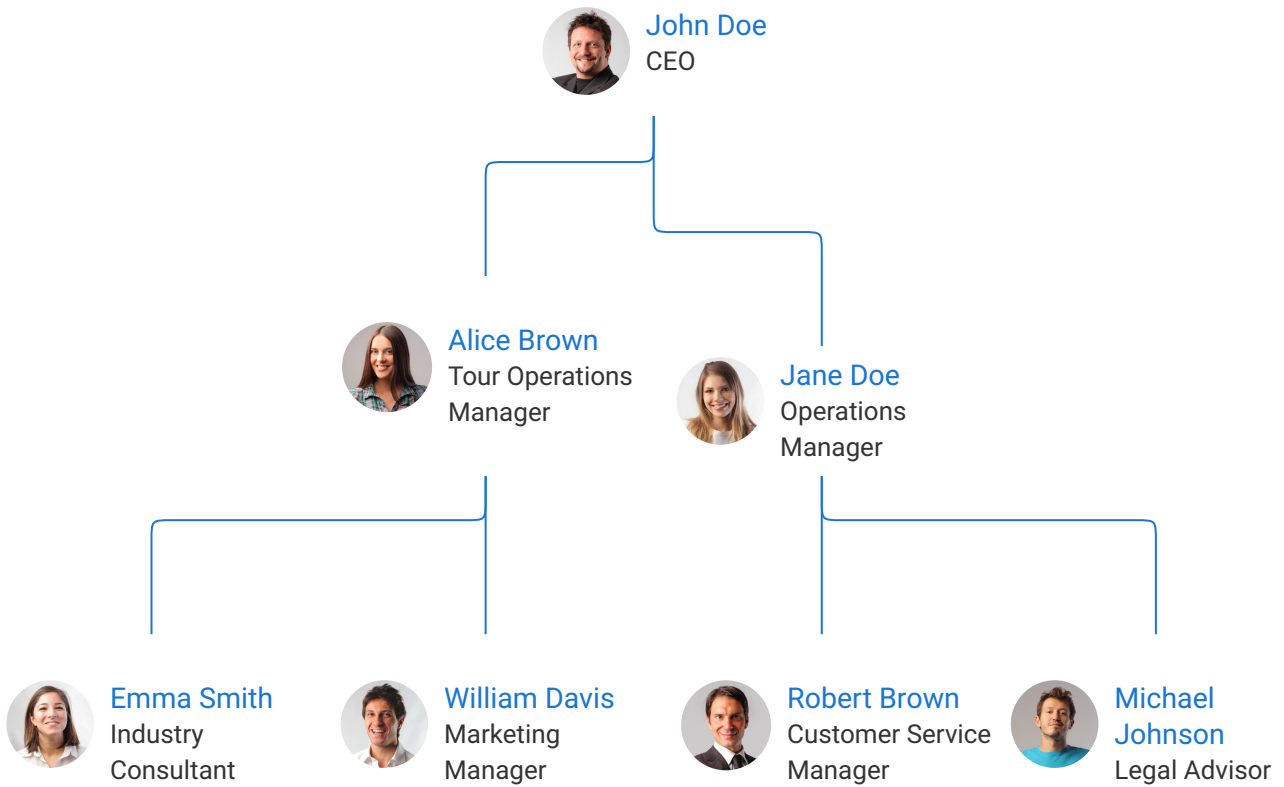 John Doe
CEO
Alice Brown
Tour Operations
Manager
Jane Doe
Operations
Manager
Emma Smith
Industry
Consultant
William Davis
Marketing
Manager
Robert Brown
Customer Service
Manager
Michael
Johnson
Legal Advisor